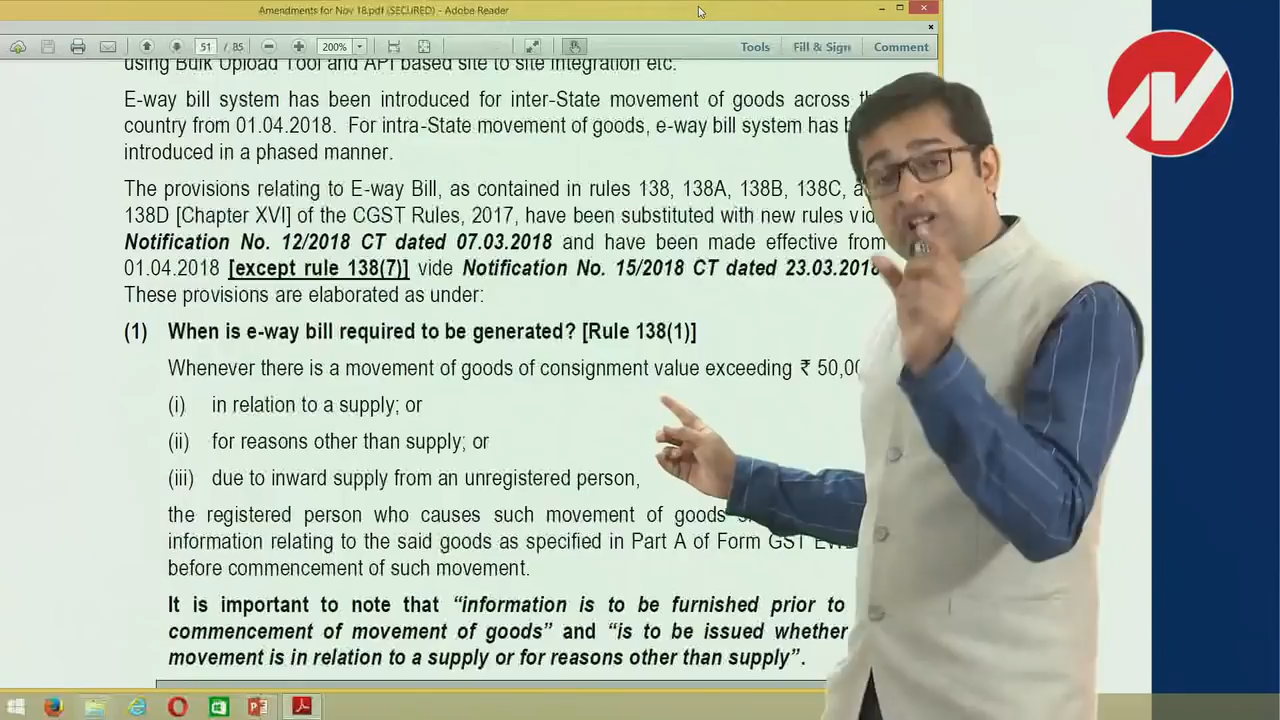 Amendments for Nov 18.pdf (SECURED) - Adobe Reader
51 / 85
200%
Tools
Fill & Sign
Comment
using Bulk Upload Tool and API based site to site integration etc.
E-way bill system has been introduced for inter-State movement of goods across
country from 01.04.2018. For intra-State movement of goods, e-way bill system has
introduced in a phased manner.
The provisions relating to E-way Bill, as contained in rules 138, 138A, 138B, 138C,
138D [Chapter XVI] of the CGST Rules, 2017, have been substituted with new rules
Notification No. 12/2018 CT dated 07.03.2018 and have been made effective from
01.04.2018 [except rule 138(7)] vide Notification No. 15/2018 CT dated 23.03.2018
These provisions are elaborated as under:
(1) When is e-way bill required to be generated? [Rule 138(1)]
Whenever there is a movement of goods of consignment value exceeding ₹
(i) in relation to a supply; or
(ii) for reasons other than supply; or
(iii) due to inward supply from an unregistered person,
the registered person who causes such movement of goods
information relating to the said goods as specified in Part A of Form GST
before commencement of such movement.
It is important to note that “information is to be furnished prior to
commencement of movement of goods” and “is to be issued whether
movement is in relation to a supply or for reasons other than supply”.